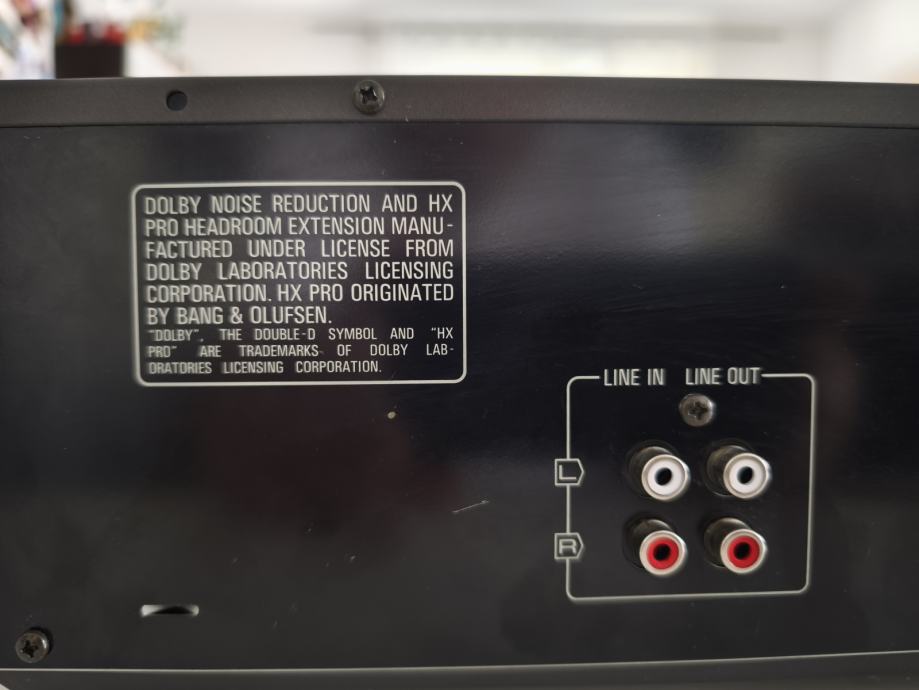 DOLBY NOISE REDUCTION AND HX
PRO HEADROOM EXTENSION MANU-
FACTURED UNDER LICENSE FROM
DOLBY LABORATORIES LICENSING
CORPORATION. HX PRO ORIGINATED
BY BANG & OLUFSEN.
"DOLBY", THE DOUBLE-D SYMBOL AND "HX
PRO" ARE TRADEMARKS OF DOLBY LAB-
ORATORIES LICENSING CORPORATION.
LINE IN LINE OUT
L
R